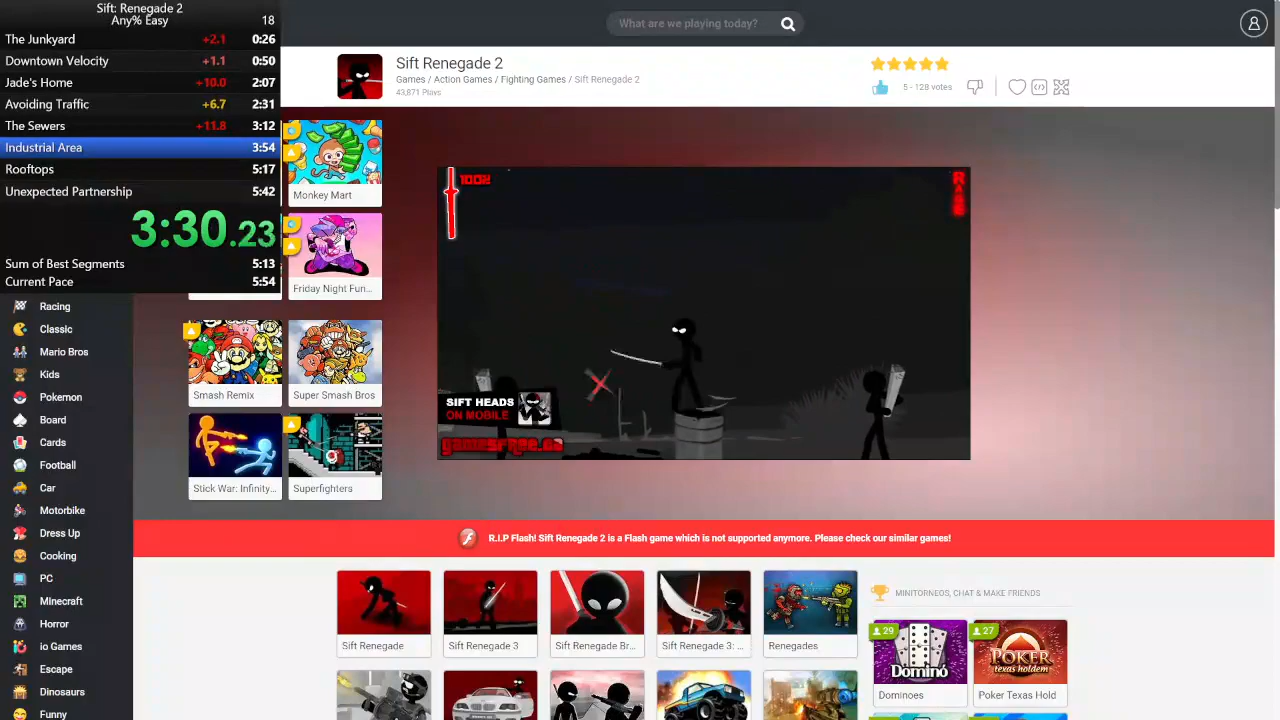 Sift: Renegade 2
Any% Easy 18
The Junkyard +2.1 0:26
Downtown Velocity +1.1 0:50
Jade's Home +10.0 2:07
Avoiding Traffic +6.7 2:31
The Sewers +11.8 3:12
Industrial Area 3:54
Rooftops 5:17
Unexpected Partnership 5:42
3:30.23
Sum of Best Segments 5:13
Current Pace 5:54
What are we playing today?
Sift Renegade 2
Games / Action Games / Fighting Games / Sift Renegade 2
43,871 Plays
5 - 128 votes
Monkey Mart
Friday Night Fun...
Smash Remix
Super Smash Bros
Stick War: Infinity...
Superfighters
Racing
Classic
Mario Bros
Kids
Pokemon
Board
Cards
Football
Car
Motorbike
Dress Up
Cooking
PC
Minecraft
Horror
io Games
Escape
Dinosaurs
Funny
100%
RAGE
SIFT HEADS
ON MOBILE
R.I.P Flash! Sift Renegade 2 is a Flash game which is not supported anymore. Please check our similar games!
Sift Renegade
Sift Renegade 3
Sift Renegade Br...
Sift Renegade 3: ...
Renegades
MINITORNEOS, CHAT & MAKE FRIENDS
29
Dominó
Dominoes
27
POKER
texas holdem
Poker Texas Hold